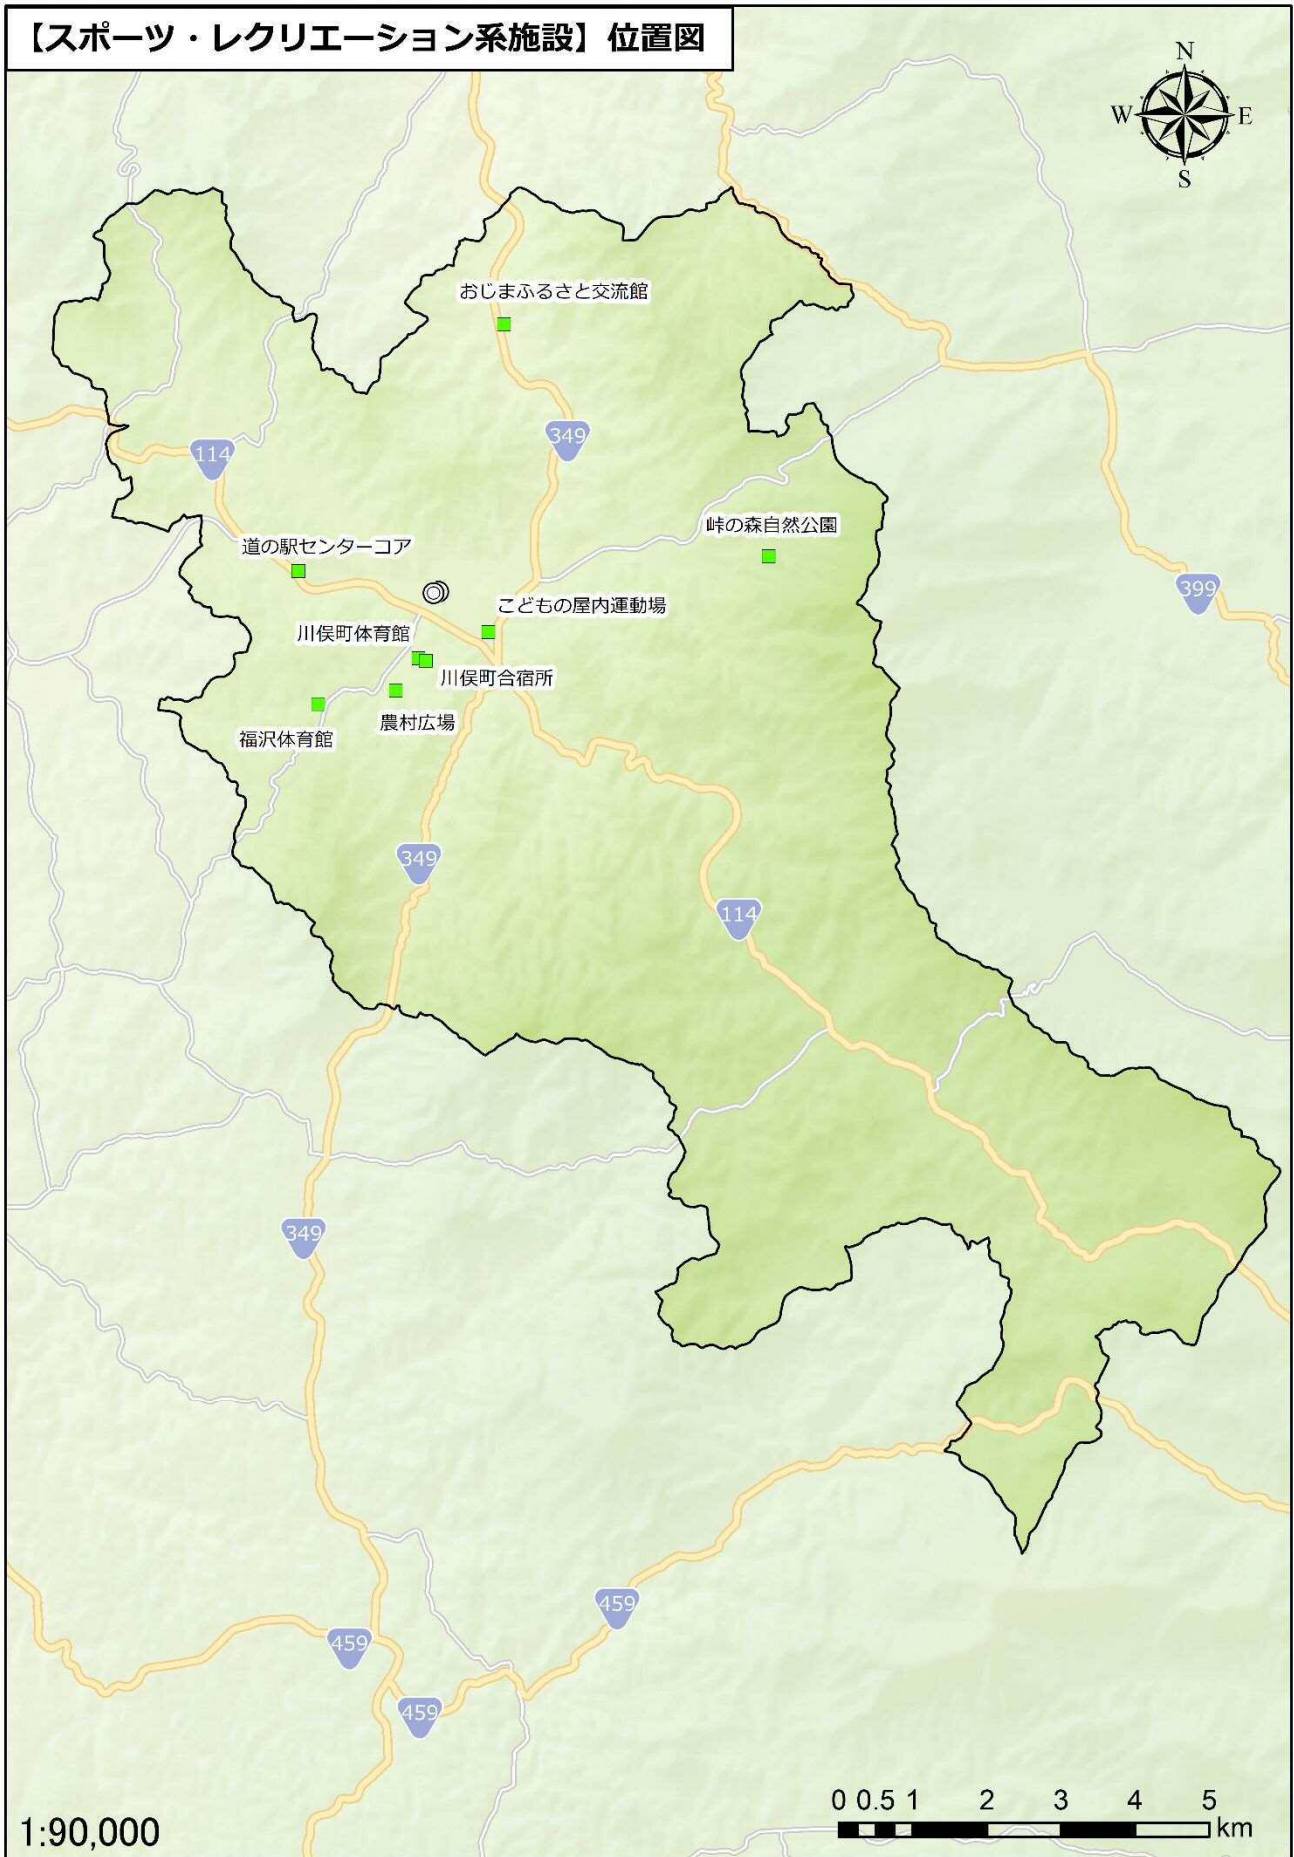 【スポーツ・レクリエーション系施設】位置図
N
W
E
S
おじまふるさと交流館
349
114
峠の森自然公園
道の駅センターコア
399
こどもの屋内運動場
川俣町体育館
川俣町合宿所
農村広場
福沢体育館
349
114
349
459
459
459
0 0.5 1 2 3 4 5
km
1:90,000